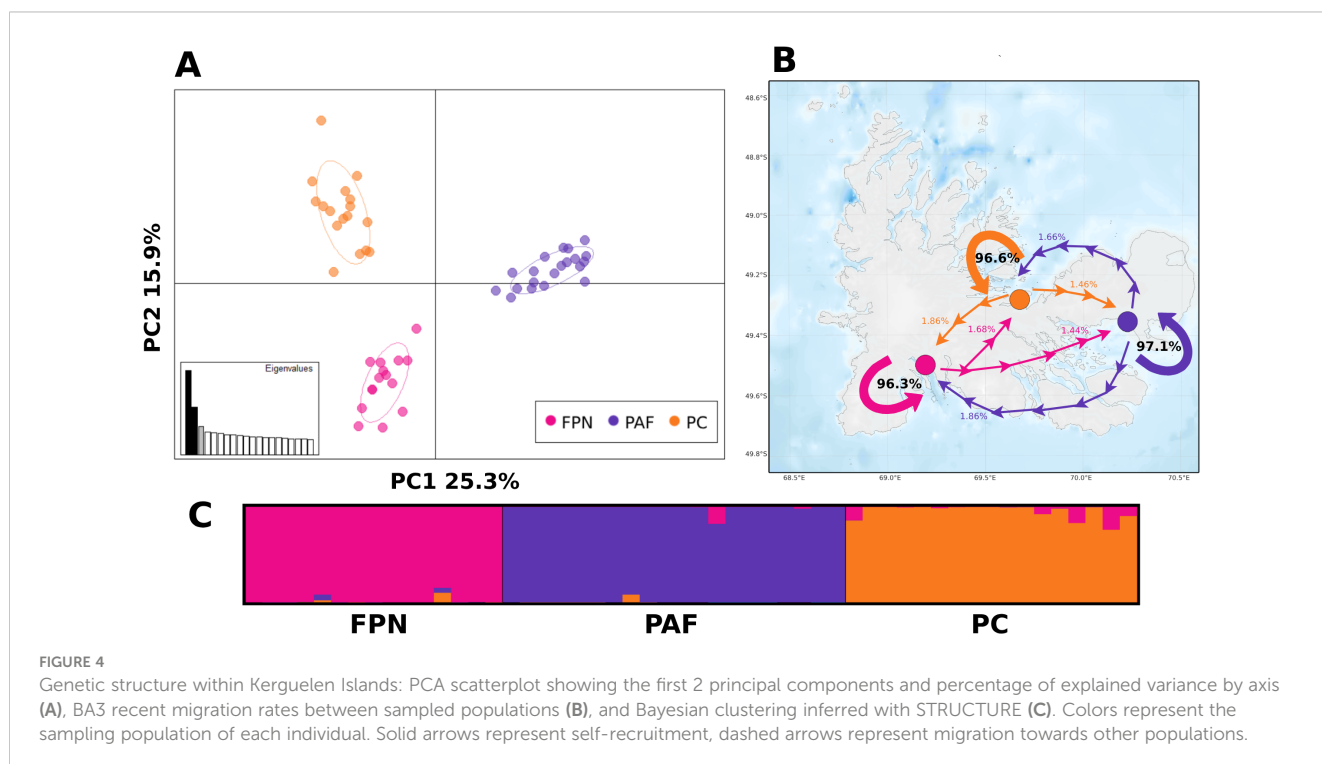 A
PC2 15.9%
Eigenvalues
FPN PAF PC
PC1 25.3%
B
48.6°S
48.8°S
49.0°S
49.2°S
49.4°S
49.6°S
49.8°S
68.5°E 69.0°E 69.5°E 70.0°E 70.5°E
1.66%
96.6%
1.46%
1.86%
1.68%
1.44%
97.1%
96.3%
1.86%
C
FPN PAF PC
FIGURE 4
Genetic structure within Kerguelen Islands: PCA scatterplot showing the first 2 principal components and percentage of explained variance by axis
(A), BA3 recent migration rates between sampled populations (B), and Bayesian clustering inferred with STRUCTURE (C). Colors represent the
sampling population of each individual. Solid arrows represent self-recruitment, dashed arrows represent migration towards other populations.